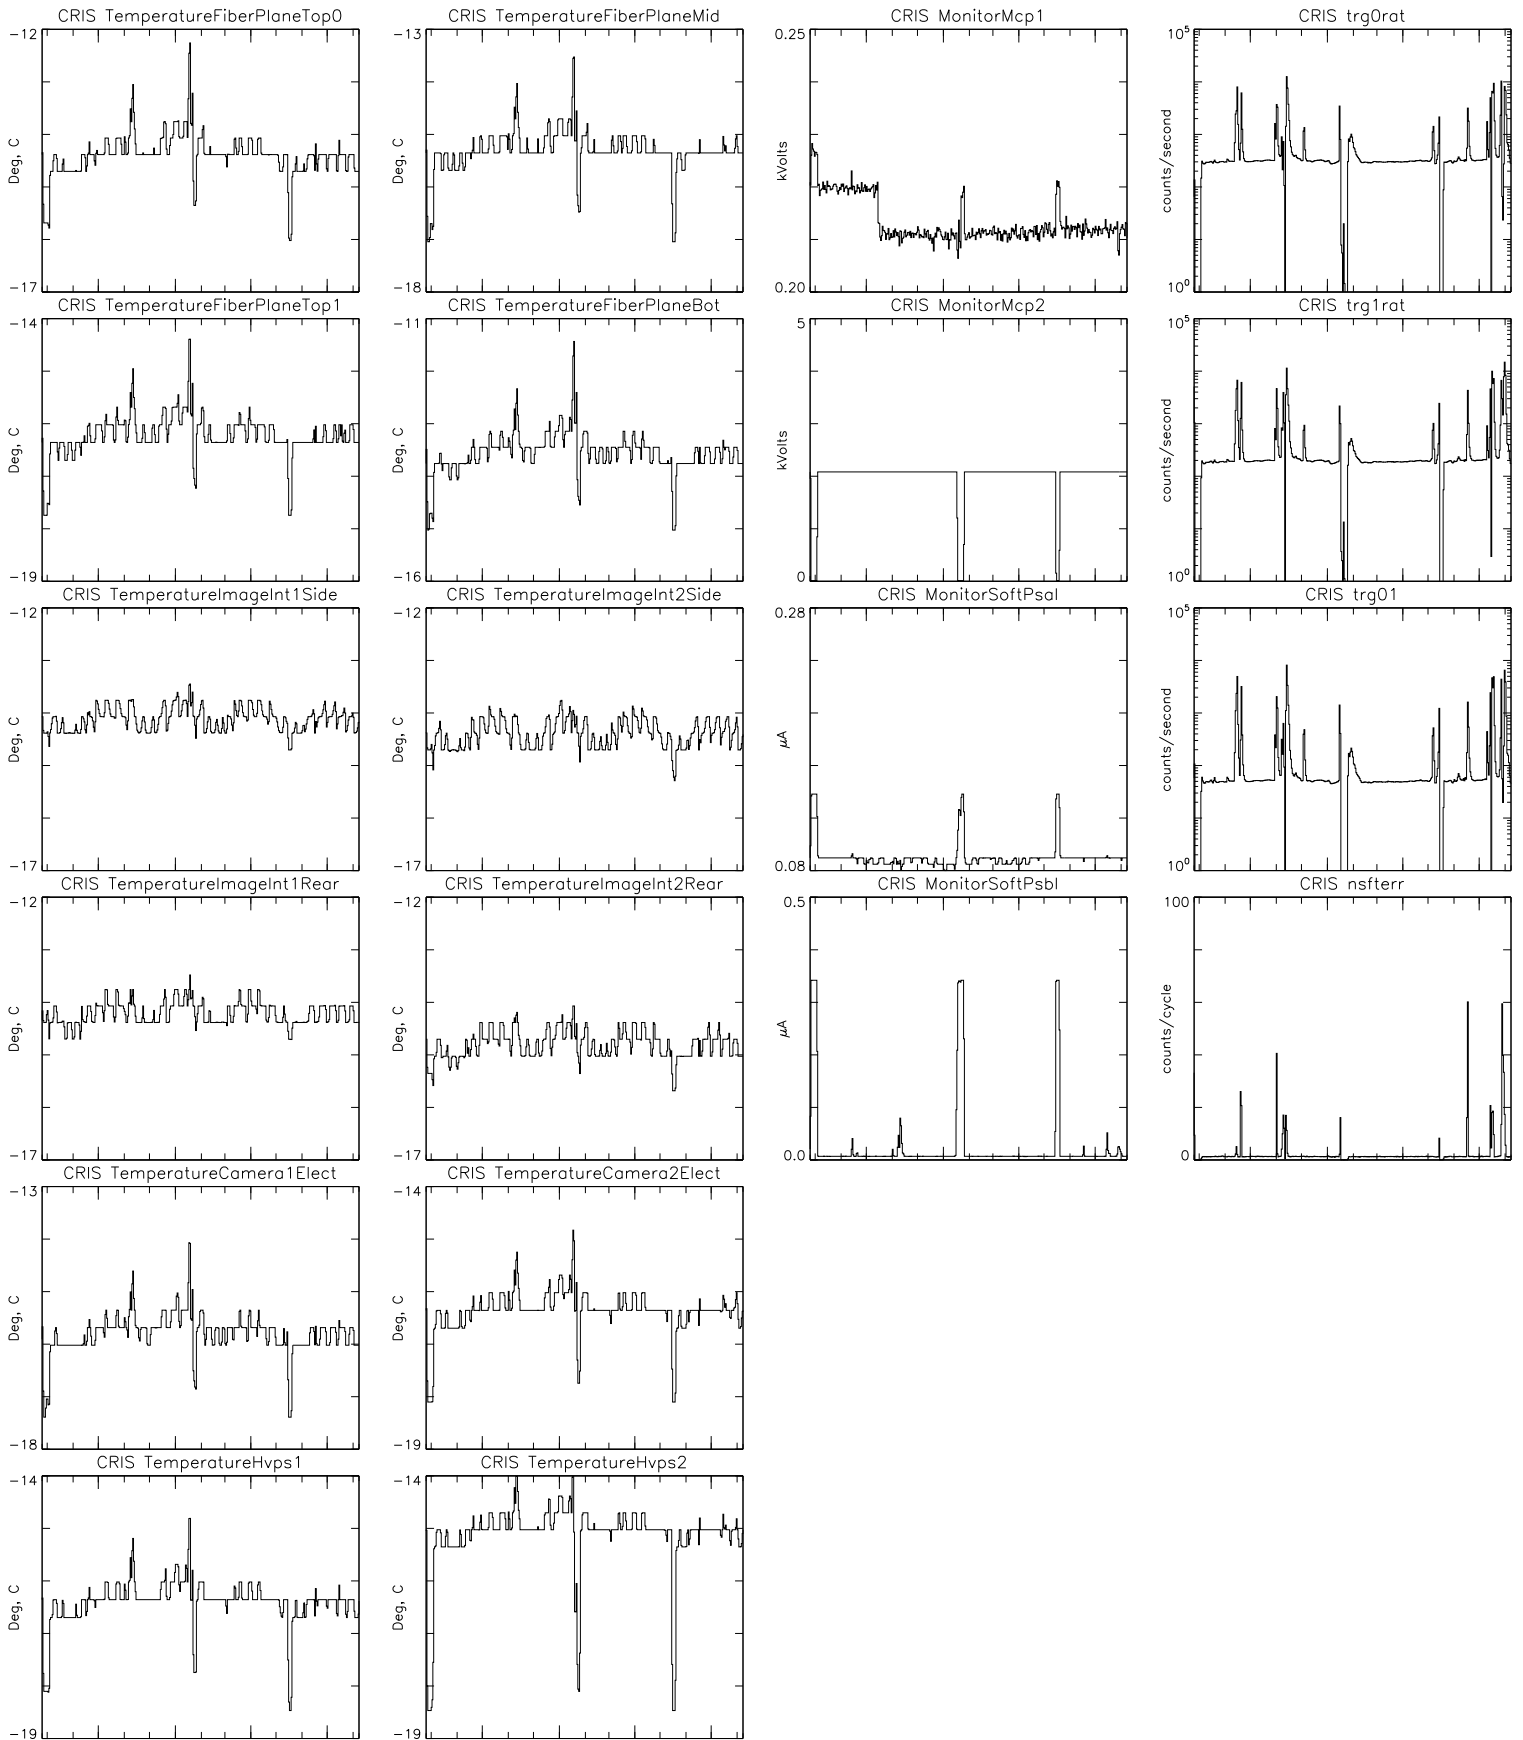 CRIS TemperatureFiberPlaneTop0
-12
Deg, C
-17
CRIS TemperatureFiberPlaneMid
-13
Deg, C
-18
CRIS MonitorMcp1
0.25
kVolts
0.20
CRIS trg0rat
10^5
counts/second
10^0
CRIS TemperatureFiberPlaneTop1
-14
Deg, C
-19
CRIS TemperatureFiberPlaneBot
-11
Deg, C
-16
CRIS MonitorMcp2
5
kVolts
0
CRIS trg1rat
10^5
counts/second
10^0
CRIS TemperatureImageInt1Side
-12
Deg, C
-17
CRIS TemperatureImageInt2Side
-12
Deg, C
-17
CRIS MonitorSoftPsaI
0.28
μA
0.08
CRIS trg01
10^5
counts/second
10^0
CRIS TemperatureImageInt1Rear
-12
Deg, C
-17
CRIS TemperatureImageInt2Rear
-12
Deg, C
-17
CRIS MonitorSoftPsbI
0.5
μA
0.0
CRIS nsfterr
100
counts/cycle
0
CRIS TemperatureCamera1Elect
-13
Deg, C
-18
CRIS TemperatureCamera2Elect
-14
Deg, C
-19
CRIS TemperatureHvps1
-14
Deg, C
-19
CRIS TemperatureHvps2
-14
Deg, C
-19